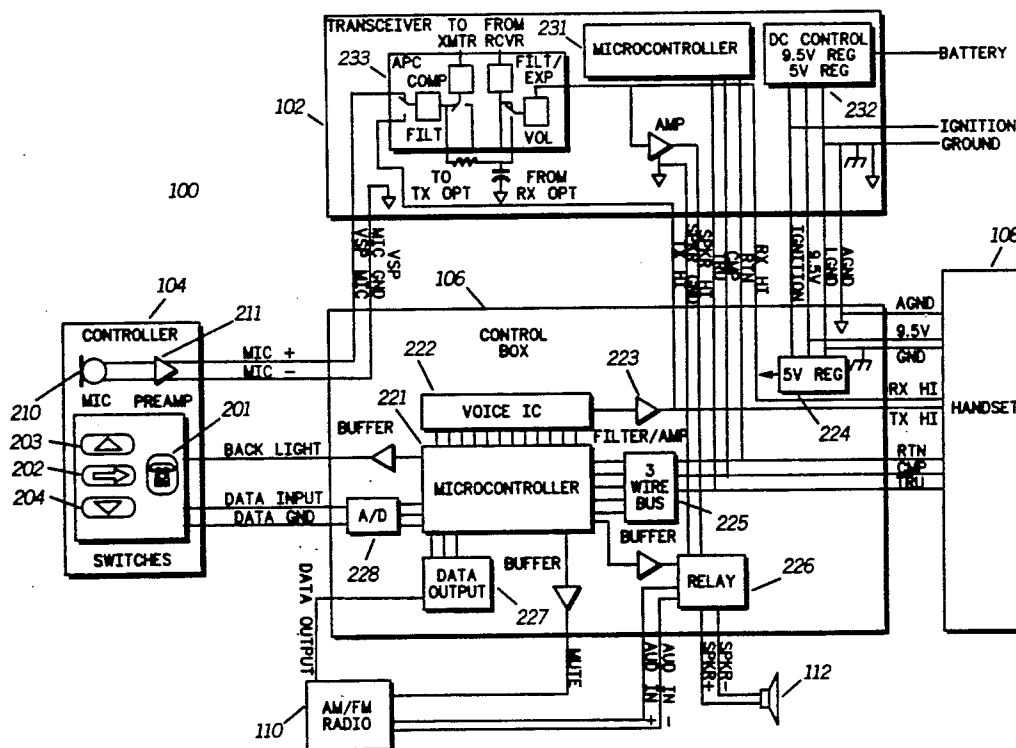 TRANSCEIVER
TO XMTR
FROM RCVR
231
MICROCONTROLLER
DC CONTROL
9.5V REG
5V REG
232
BATTERY
IGNITION
GROUND
233
APC
COMP
FILT
FILT/EXP
VOL
AMP
TO TX OPT
FROM RX OPT
102
100
VSP MIC
MIC GND
VSP
TX HI
SPKR GND
SPKR HI
TRU
CMP
RTN
RX HI
IGNITION
9.5V
LGND
AGND
108
104
CONTROLLER
211
210
MIC
PREAMP
MIC +
MIC -
106
CONTROL BOX
222
VOICE IC
223
FILTER/AMP
5V REG
224
AGND
9.5V
GND
RX HI
TX HI
HANDSET
RTN
CMP
TRU
201
203
202
204
SWITCHES
BACK LIGHT
BUFFER
221
MICROCONTROLLER
3 WIRE BUS
225
DATA INPUT
DATA GND
A/D
228
BUFFER
BUFFER
RELAY
226
DATA OUTPUT
227
DATA OUTPUT
MUTE
AUD IN +
AUD IN -
SPKR+
SPKR-
112
110
AM/FM RADIO